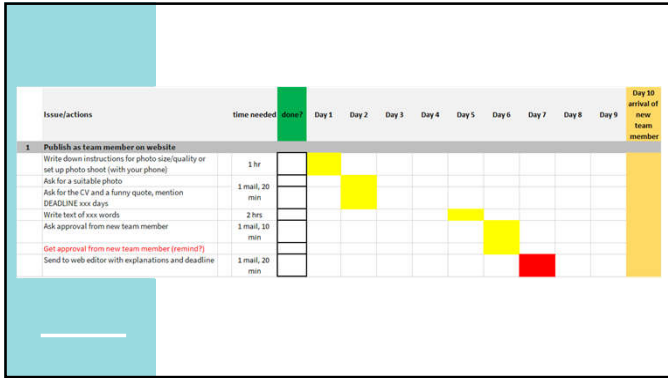 Issue/actions time needed done? Day 1 Day 2 Day 3 Day 4 Day 5 Day 6 Day 7 Day 8 Day 9 Day 10
arrival of
new
team
member
1 Publish as team member on website
Write down instructions for photo size/quality or
set up photo shoot (with your phone)
1 hr
Ask for a suitable photo
Ask for the CV and a funny quote, mention
DEADLINE xxx days
1 mail, 20
min
Write text of xxx words 2 hrs
Ask approval from new team member 1 mail, 10
min
Get approval from new team member (remind?)
Send to web editor with explanations and deadline 1 mail, 20
min